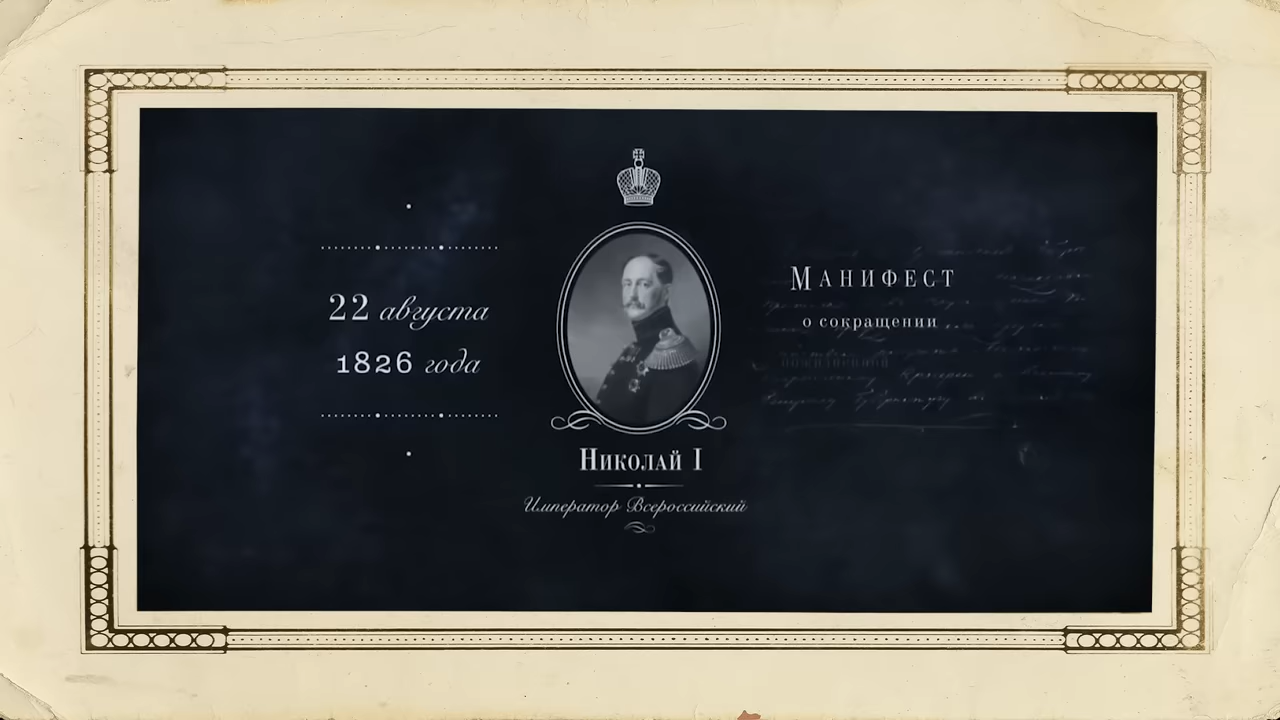 22 августа
1826 года
Николай I
Император Всероссийский
Манифест
о сокращении